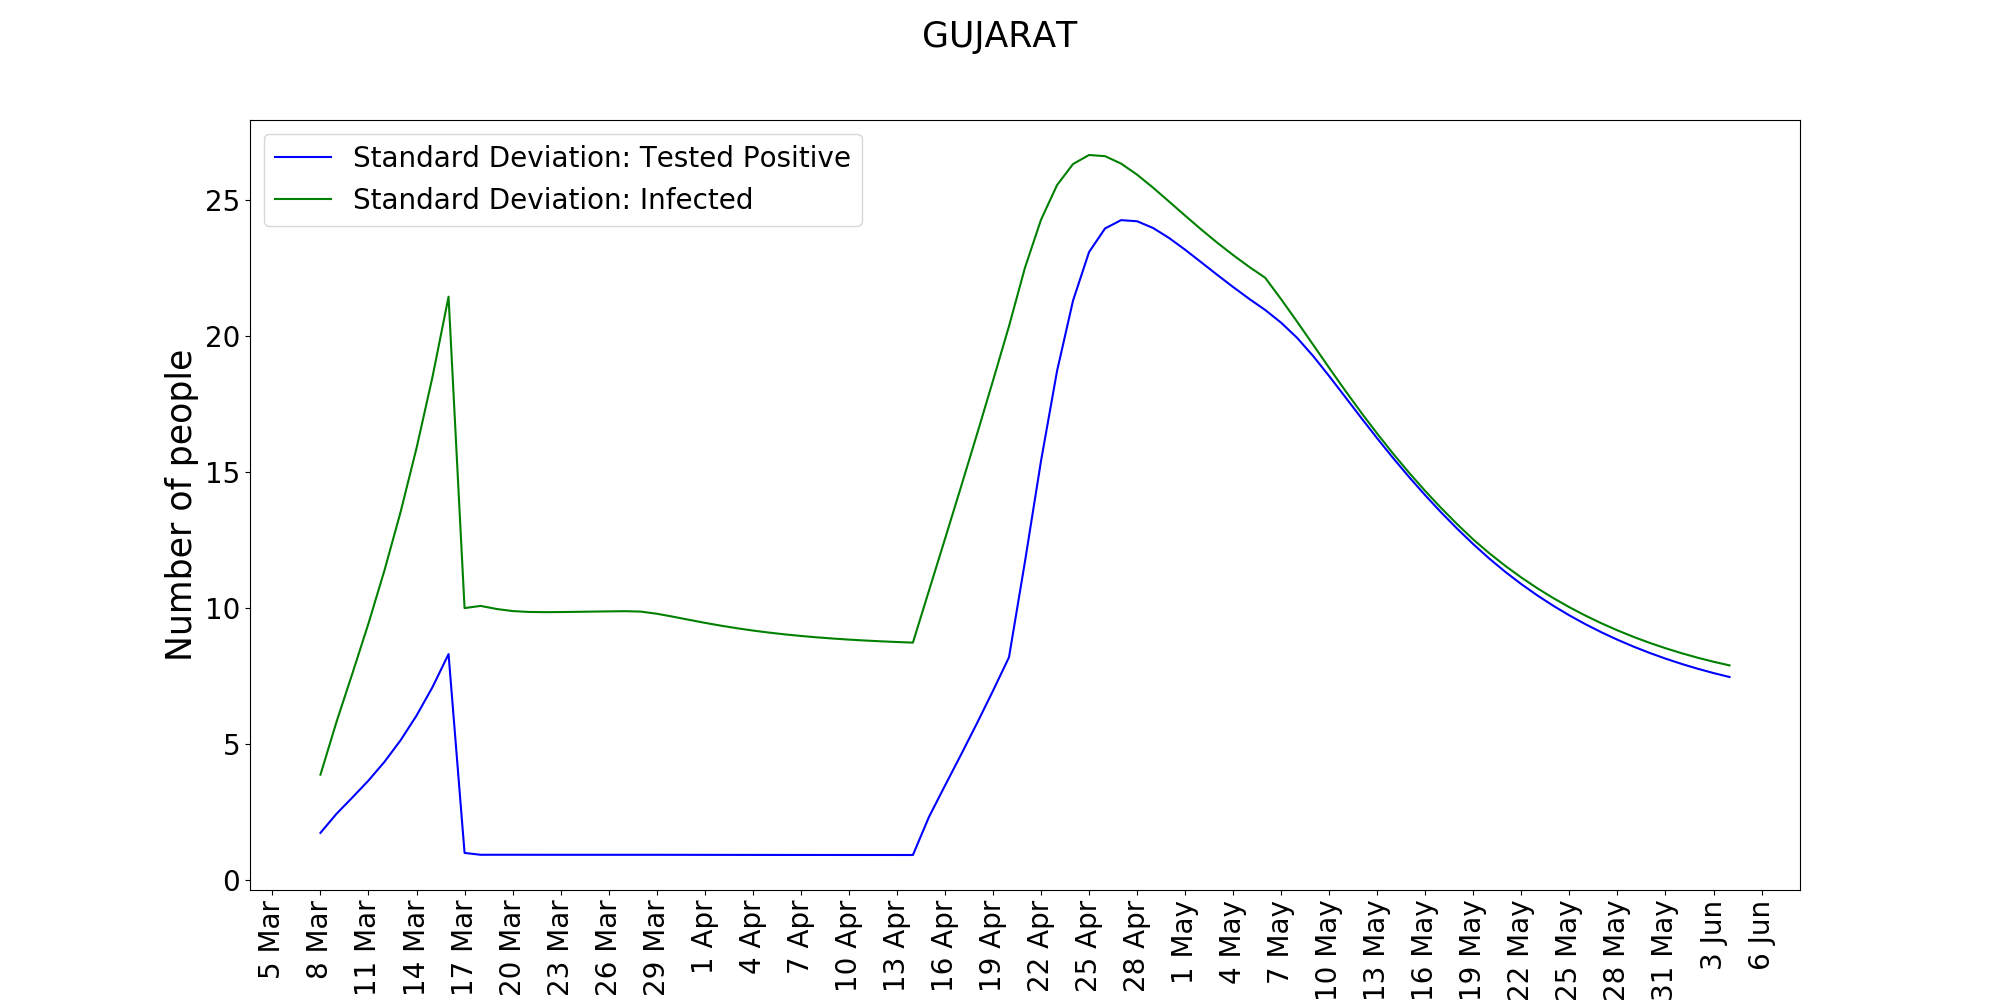 GUJARAT
Standard Deviation: Tested Positive
Standard Deviation: Infected
Number of people
25
20
15
10
5
0
5 Mar
8 Mar
11 Mar
14 Mar
17 Mar
20 Mar
23 Mar
26 Mar
29 Mar
1 Apr
4 Apr
7 Apr
10 Apr
13 Apr
16 Apr
19 Apr
22 Apr
25 Apr
28 Apr
1 May
4 May
7 May
10 May
13 May
16 May
19 May
22 May
25 May
28 May
31 May
3 Jun
6 Jun